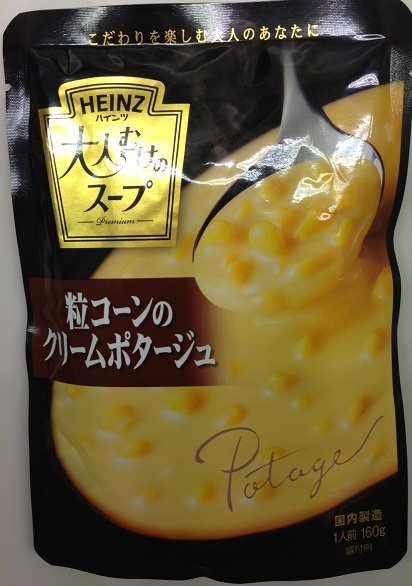 こだわりを楽しむ大人のあなたに
HEINZ
ハインツ
大人むけの
スープ
Premium
粒コーンの
クリームポタージュ
Potage
国内製造
1人前 160g
盛付例